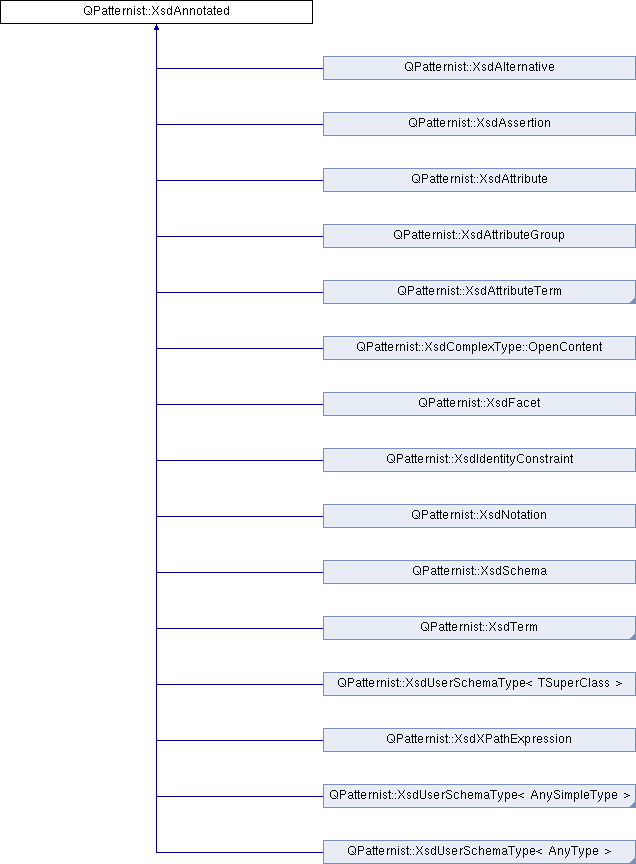 QPatternist::XsdAnnotated
QPatternist::XsdAlternative
QPatternist::XsdAssertion
QPatternist::XsdAttribute
QPatternist::XsdAttributeGroup
QPatternist::XsdAttributeTerm
QPatternist::XsdComplexType::OpenContent
QPatternist::XsdFacet
QPatternist::XsdIdentityConstraint
QPatternist::XsdNotation
QPatternist::XsdSchema
QPatternist::XsdTerm
QPatternist::XsdUserSchemaType< TSuperClass >
QPatternist::XsdXPathExpression
QPatternist::XsdUserSchemaType< AnySimpleType >
QPatternist::XsdUserSchemaType< AnyType >